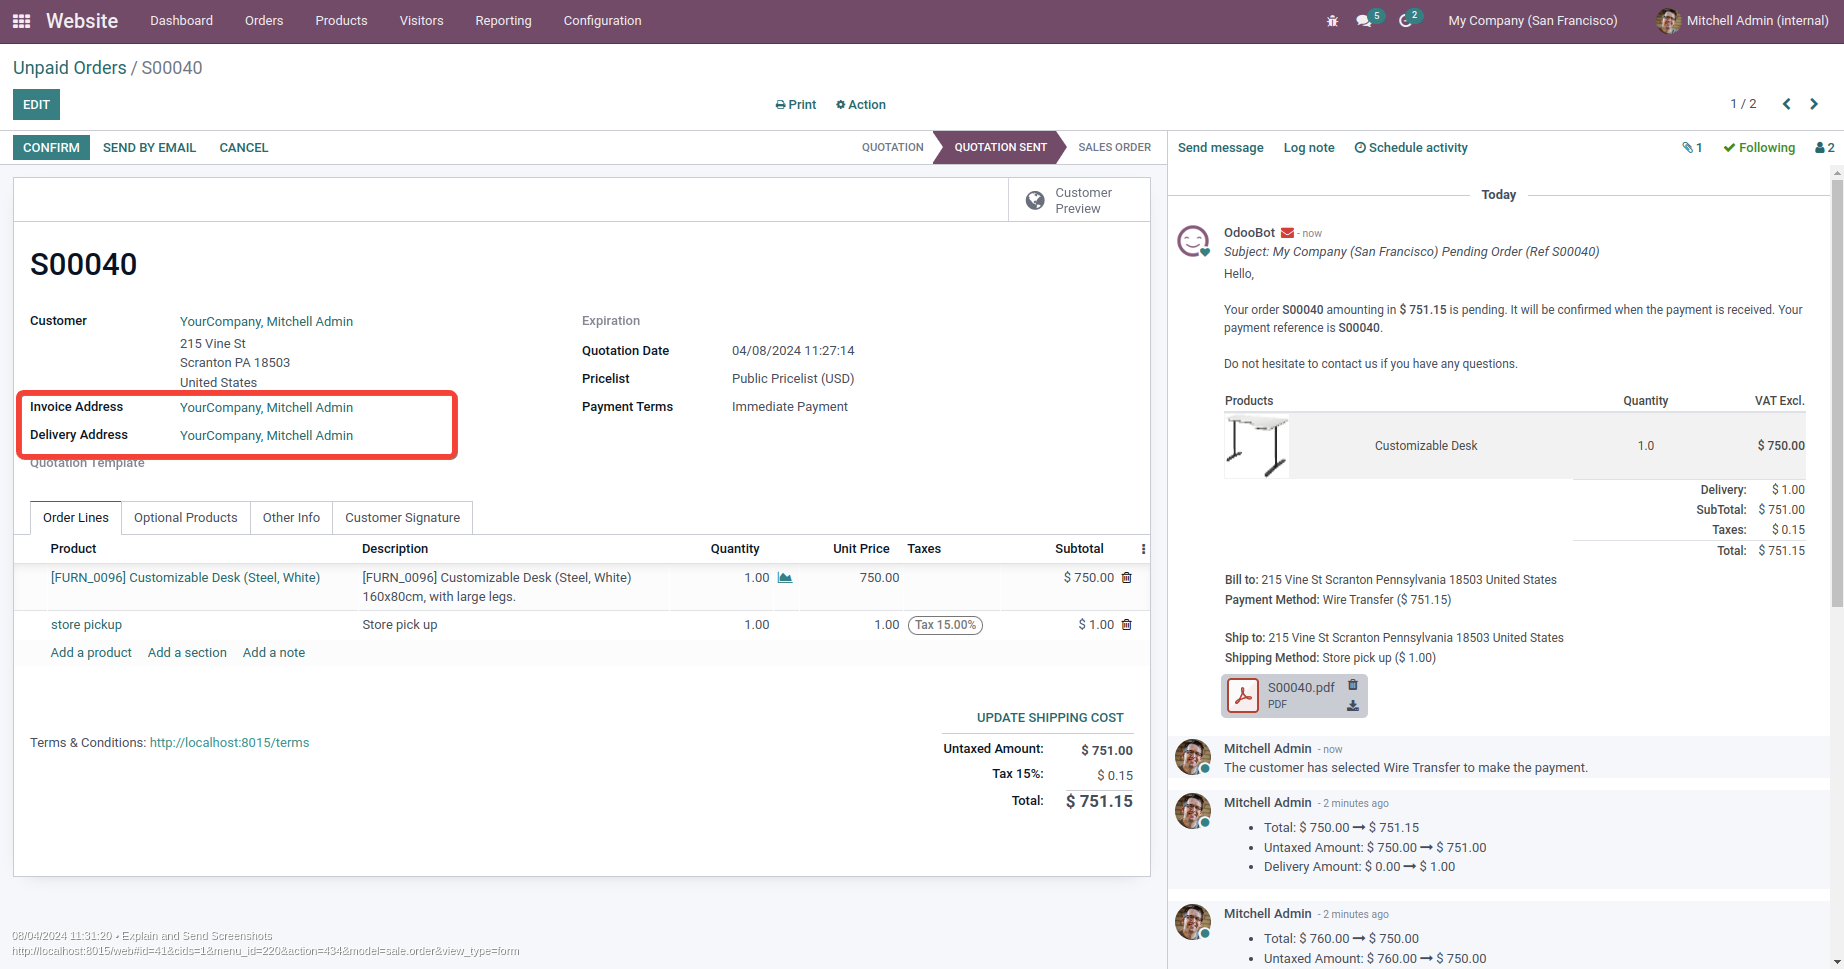 Website Dashboard Orders Products Visitors Reporting Configuration 5 2 My Company (San Francisco) Mitchell Admin (internal)
Unpaid Orders / S00040
EDIT Print Action 1 / 2
CONFIRM SEND BY EMAIL CANCEL QUOTATION QUOTATION SENT SALES ORDER
Customer
Preview
S00040
Customer YourCompany, Mitchell Admin
215 Vine St
Scranton PA 18503
United States
Invoice Address YourCompany, Mitchell Admin
Delivery Address YourCompany, Mitchell Admin
Quotation Template
Expiration
Quotation Date 04/08/2024 11:27:14
Pricelist Public Pricelist (USD)
Payment Terms Immediate Payment
Order Lines Optional Products Other Info Customer Signature
Product Description Quantity Unit Price Taxes Subtotal
[FURN_0096] Customizable Desk (Steel, White) [FURN_0096] Customizable Desk (Steel, White) 1.00 750.00 $ 750.00
160x80cm, with large legs.
store pickup Store pick up 1.00 1.00 Tax 15.00% $ 1.00
Add a product Add a section Add a note
UPDATE SHIPPING COST
Terms & Conditions: http://localhost:8015/terms
Untaxed Amount: $ 751.00
Tax 15%: $ 0.15
Total: $ 751.15
Send message Log note Schedule activity 1 Following 2
Today
OdooBot - now
Subject: My Company (San Francisco) Pending Order (Ref S00040)
Hello,
Your order S00040 amounting in $ 751.15 is pending. It will be confirmed when the payment is received. Your
payment reference is S00040.
Do not hesitate to contact us if you have any questions.
Products Quantity VAT Excl.
Customizable Desk 1.0 $ 750.00
Delivery: $ 1.00
SubTotal: $ 751.00
Taxes: $ 0.15
Total: $ 751.15
Bill to: 215 Vine St Scranton Pennsylvania 18503 United States
Payment Method: Wire Transfer ($ 751.15)
Ship to: 215 Vine St Scranton Pennsylvania 18503 United States
Shipping Method: Store pick up ($ 1.00)
S00040.pdf
PDF
Mitchell Admin - now
The customer has selected Wire Transfer to make the payment.
Mitchell Admin - 2 minutes ago
• Total: $ 750.00 → $ 751.15
• Untaxed Amount: $ 750.00 → $ 751.00
• Delivery Amount: $ 0.00 → $ 1.00
Mitchell Admin - 2 minutes ago
• Total: $ 760.00 → $ 750.00
• Untaxed Amount: $ 760.00 → $ 750.00
08/04/2024 11:31:20 • Explain and Send Screenshots
http://localhost:8015/web#id=41&cids=1&menu_id=220&action=434&model=sale.order&view_type=form